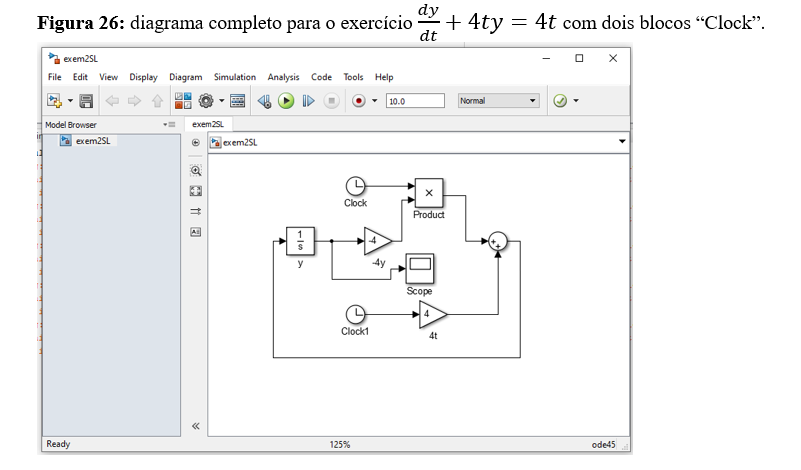 Figura 26: diagrama completo para o exercício dy/dt + 4ty = 4t com dois blocos “Clock”.
exem2SL
File Edit View Display Diagram Simulation Analysis Code Tools Help
10.0 Normal
Model Browser exem2SL
exem2SL exem2SL
Clock
×
Product
1
s
y
-4
-4y
++
Scope
Clock1
4
4t
Ready 125% ode45